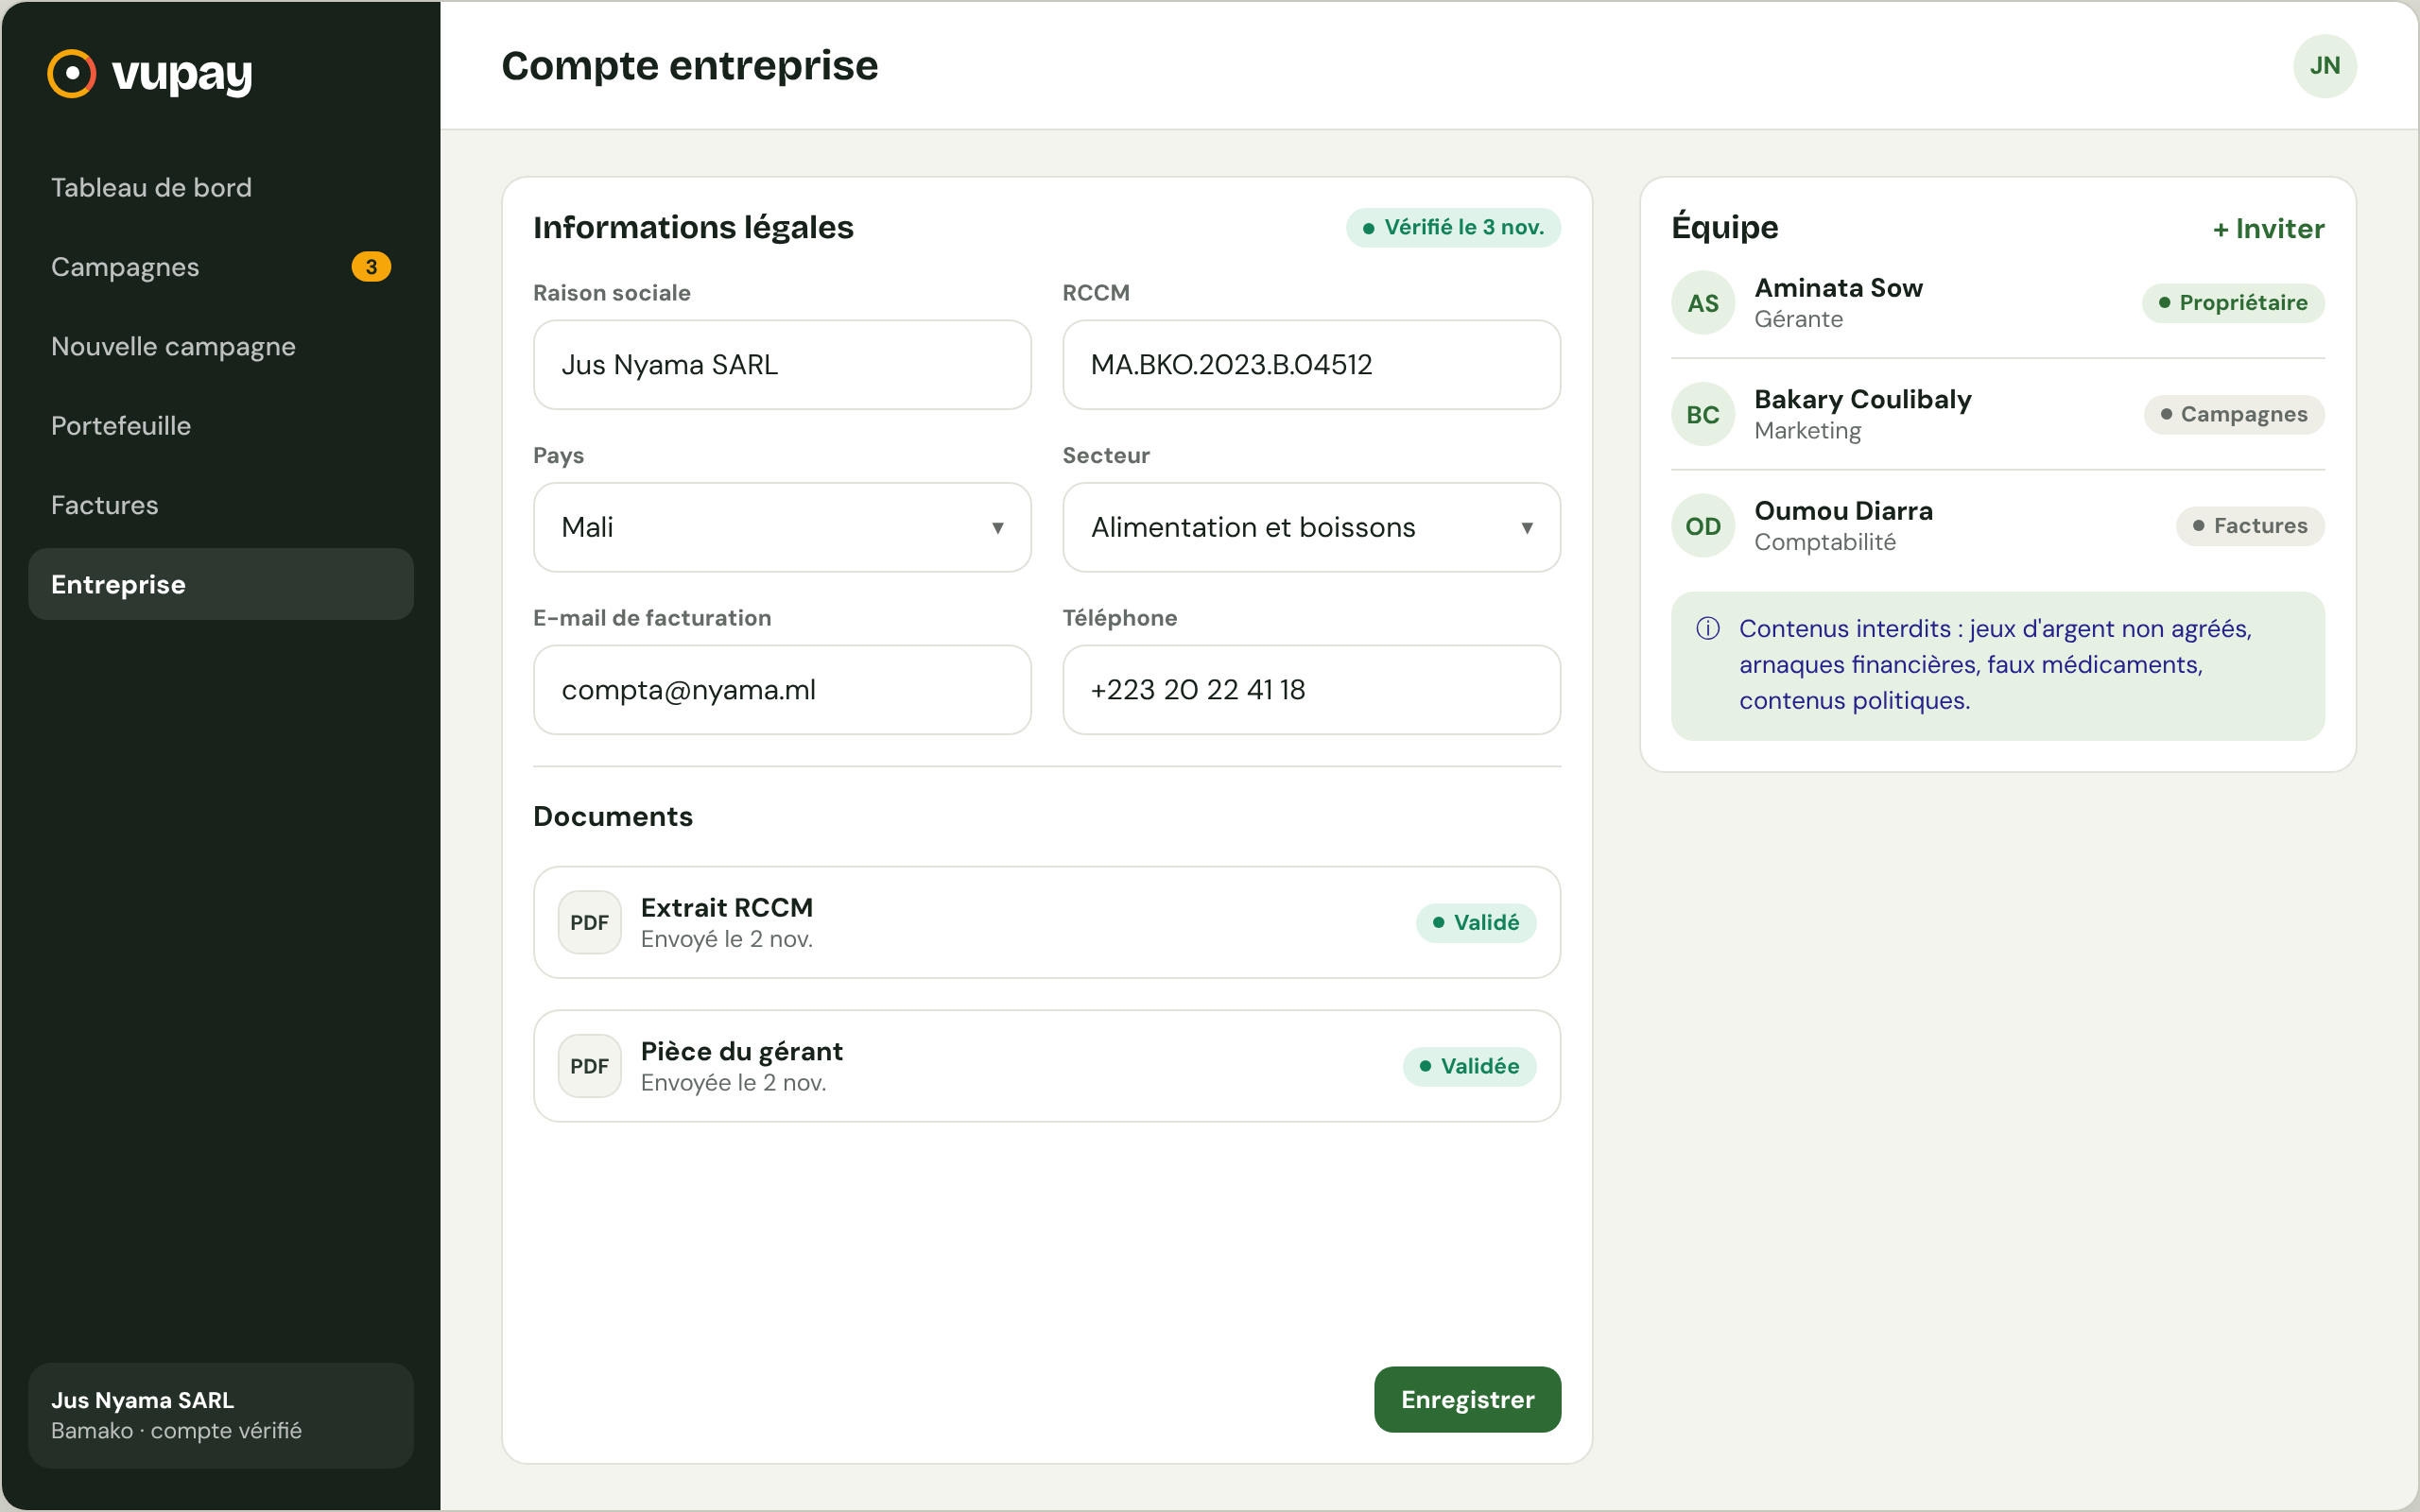 vupay
Tableau de bord
Campagnes
3
Nouvelle campagne
Portefeuille
Factures
Entreprise
Jus Nyama SARL
Bamako · compte vérifié
Compte entreprise
JN
Informations légales
Vérifié le 3 nov.
Raison sociale
Jus Nyama SARL
RCCM
MA.BKO.2023.B.04512
Pays
Mali
Secteur
Alimentation et boissons
E-mail de facturation
compta@nyama.ml
Téléphone
+223 20 22 41 18
Documents
PDF
Extrait RCCM
Envoyé le 2 nov.
Validé
PDF
Pièce du gérant
Envoyée le 2 nov.
Validée
Enregistrer
Équipe
+ Inviter
AS
Aminata Sow
Gérante
Propriétaire
BC
Bakary Coulibaly
Marketing
Campagnes
OD
Oumou Diarra
Comptabilité
Factures
Contenus interdits : jeux d'argent non agréés,
arnaques financières, faux médicaments,
contenus politiques.